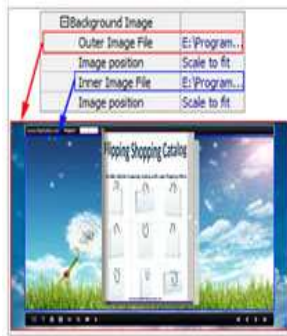 Background Image
Outer Image File E:\Program...
Image position Scale to fit
Inner Image File E:\Program...
Image position Scale to fit
Flipping Shopping Catalog